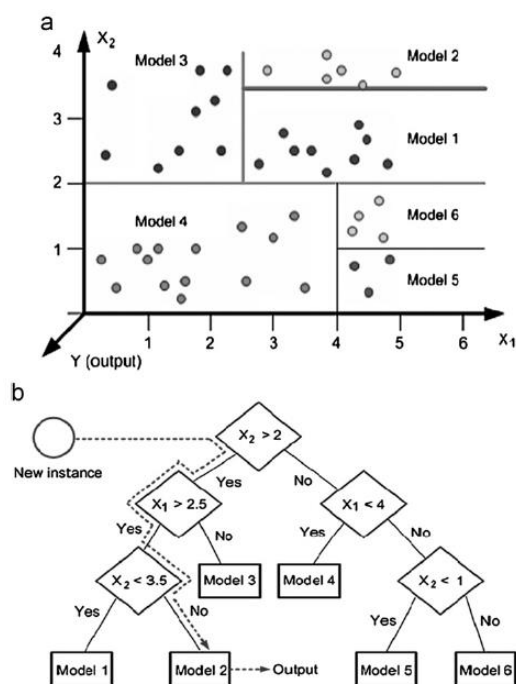 a
X2
4
Model 3
Model 2
3
Model 1
2
Model 4
Model 6
1
Model 5
1 2 3 4 5 6 X1
Y (output)
b
X2 > 2
New instance
Yes No
X1 > 2.5 X1 < 4
Yes No Yes No
X2 < 3.5 Model 3 Model 4 X2 < 1
Yes No Yes No
Model 1 Model 2 Output Model 5 Model 6